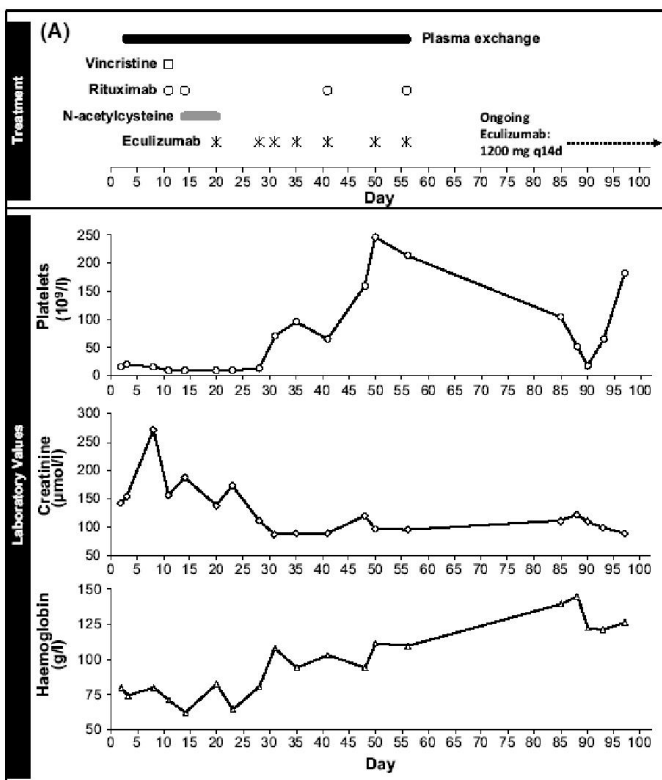 (A)
Treatment
Plasma exchange
Vincristine
Rituximab
N-acetylcysteine
Eculizumab
Ongoing
Eculizumab:
1200 mg q14d
0 5 10 15 20 25 30 35 40 45 50 55 60 65 70 75 80 85 90 95 100
Day
Laboratory Values
Platelets
(10⁹/l)
250
200
150
100
50
0
0 5 10 15 20 25 30 35 40 45 50 55 60 65 70 75 80 85 90 95 100
Creatinine
(µmol/l)
300
250
200
150
100
50
0 5 10 15 20 25 30 35 40 45 50 55 60 65 70 75 80 85 90 95 100
Haemoglobin
(g/l)
150
125
100
75
50
0 5 10 15 20 25 30 35 40 45 50 55 60 65 70 75 80 85 90 95 100
Day